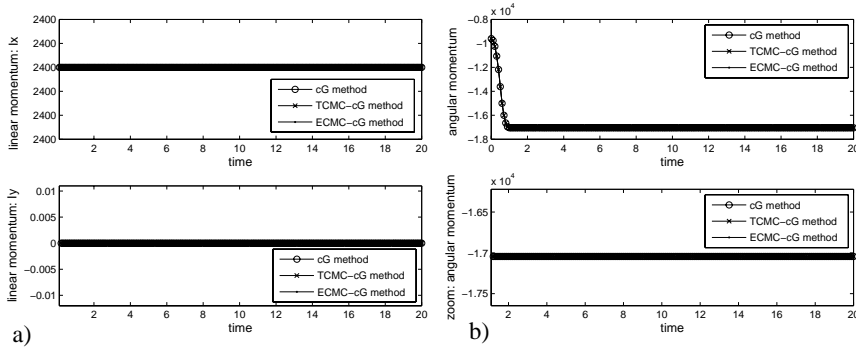 linear momentum: Ix
2400
2400
2400
2400
2400
2400
cG method
TCMC-cG method
ECMC-cG method
2 4 6 8 10 12 14 16 18 20
time
linear momentum: Iy
0.01
0.005
0
-0.005
-0.01
cG method
TCMC-cG method
ECMC-cG method
2 4 6 8 10 12 14 16 18 20
time
a)
x 10^4
angular momentum
-0.8
-1
-1.2
-1.4
-1.6
-1.8
cG method
TCMC-cG method
ECMC-cG method
0 2 4 6 8 10 12 14 16 18 20
time
x 10^4
zoom: angular momentum
-1.65
-1.7
-1.75
cG method
TCMC-cG method
ECMC-cG method
2 4 6 8 10 12 14 16 18 20
time
b)